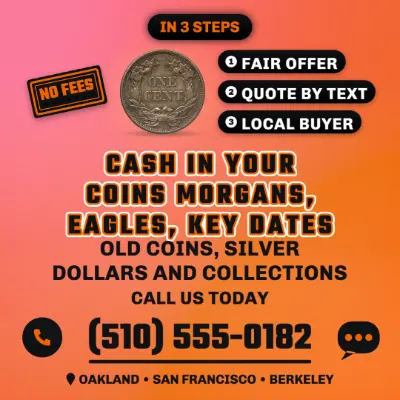 IN 3 STEPS
NO FEES
ONE
CENT
1 FAIR OFFER
2 QUOTE BY TEXT
3 LOCAL BUYER
CASH IN YOUR
COINS MORGANS,
EAGLES, KEY DATES
OLD COINS, SILVER
DOLLARS AND COLLECTIONS
CALL US TODAY
(510) 555-0182
OAKLAND • SAN FRANCISCO • BERKELEY